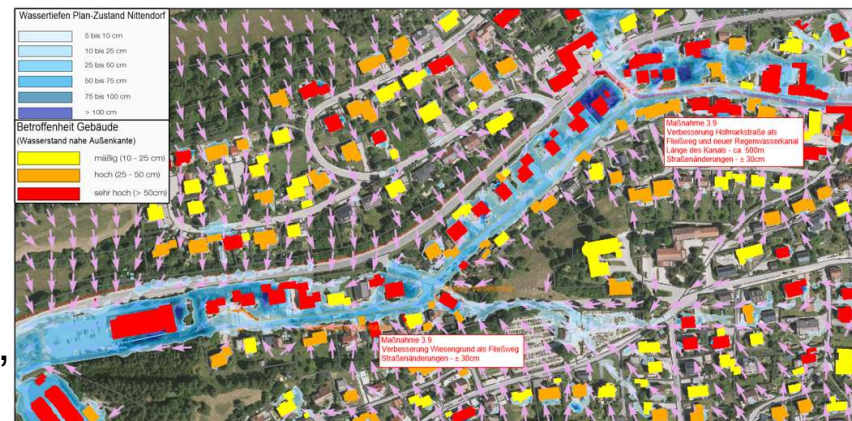 Wassertiefen Plan-Zustand Nittendorf
5 bis 10 cm
10 bis 25 cm
25 bis 50 cm
50 bis 75 cm
75 bis 100 cm
> 100 cm
Betroffenheit Gebäude
(Wasserstand nahe Außenkante)
mäßig (10 - 25 cm)
hoch (25 - 50 cm)
sehr hoch (> 50cm)
Maßnahme 3.9
Verbesserung Hofmarkstraße als
Fließweg und neuer Regenwasserkanal
Länge des Kanals - ca. 500m
Straßenänderungen - ± 30cm
Maßnahme 3.9
Verbesserung Wiesengrund als Fließweg
Straßenänderungen - ± 30cm
,